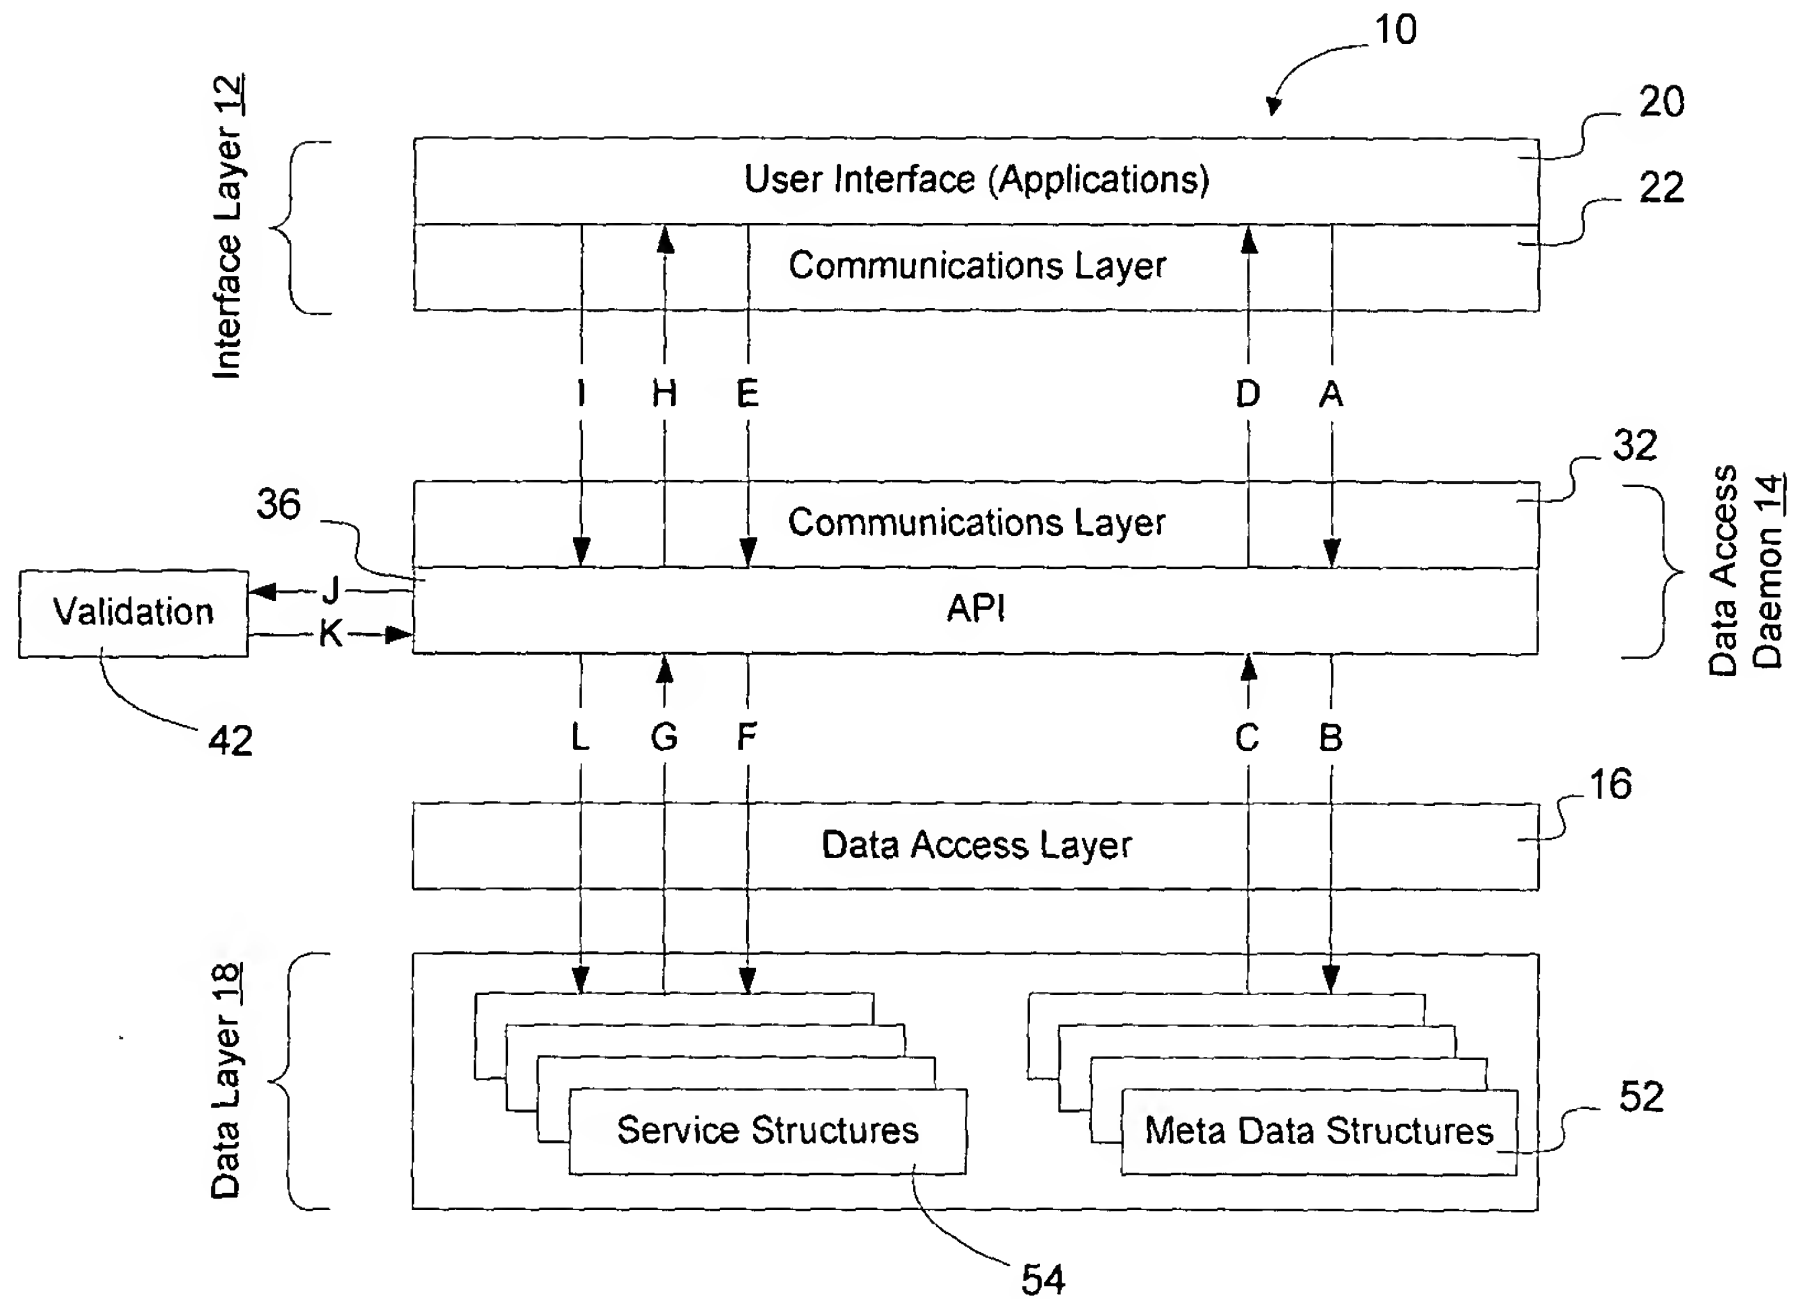 10
20
User Interface (Applications)
22
Communications Layer
Interface Layer 12
I H E D A
32
Communications Layer
36
API
Data Access
Daemon 14
J
Validation
K
42
L G F C B
16
Data Access Layer
Data Layer 18
Service Structures
Meta Data Structures
52
54